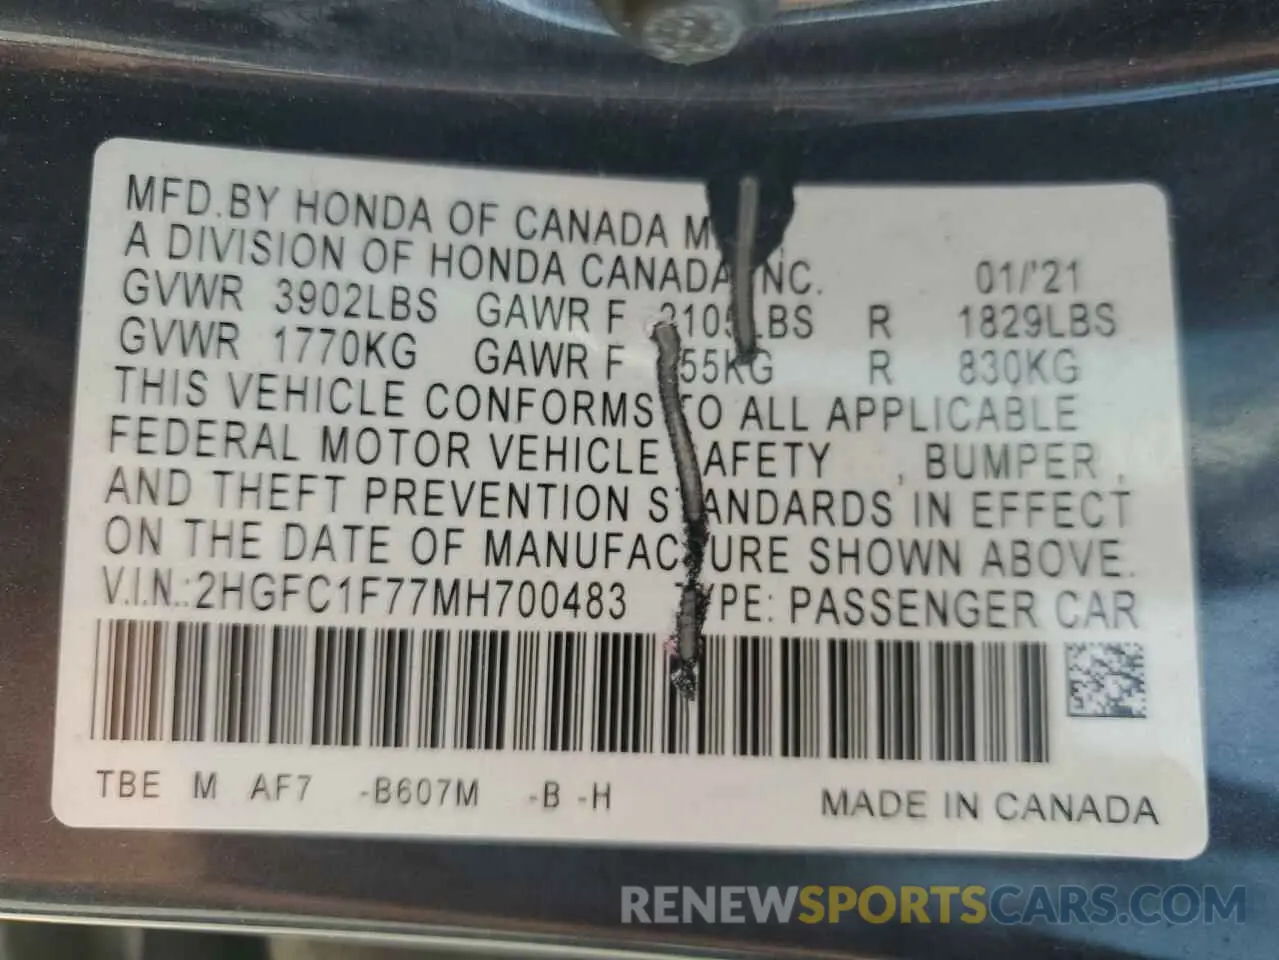 MFD. BY HONDA OF CANADA
A DIVISION OF HONDA CANADA INC. 01/'21
GVWR 3902LBS GAWR F LBS R 1829LBS
GVWR 1770KG GAWR F KG R 830KG
THIS VEHICLE CONFORMS TO ALL APPLICABLE
FEDERAL MOTOR VEHICLE SAFETY , BUMPER ,
AND THEFT PREVENTION STANDARDS IN EFFECT
ON THE DATE OF MANUFACTURE SHOWN ABOVE.
V.I.N.: 2HGFC1F77MH700483 TYPE: PASSENGER CAR
TBE M AF7 -B607M -B -H MADE IN CANADA
RENEWSPORTSCARS.COM